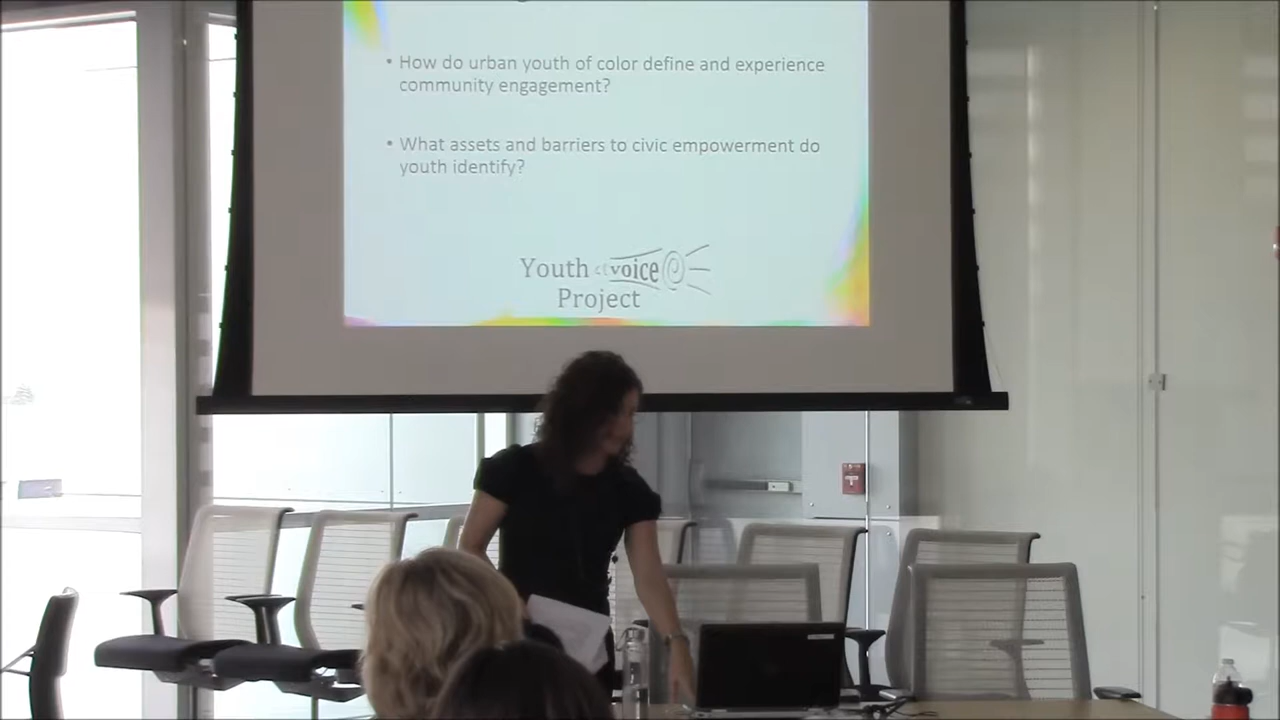 • How do urban youth of color define and experience
community engagement?
• What assets and barriers to civic empowerment do
youth identify?
Youth voice
Project